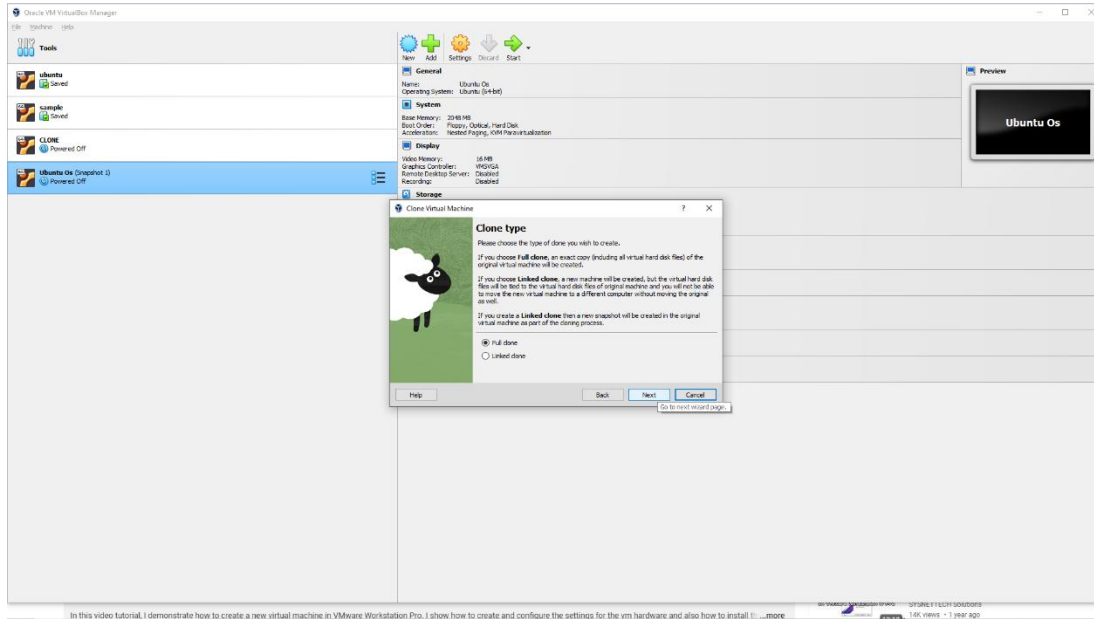 Oracle VM VirtualBox Manager
File Machine Help
Tools
New Add Settings Discard Start
ubuntu
Saved
sample
Saved
CLONE
Powered Off
Ubuntu Os (Snapshot 1)
Powered Off
General
Name: Ubuntu Os
Operating System: Ubuntu (64-bit)
System
Base Memory: 2048 MB
Boot Order: Floppy, Optical, Hard Disk
Acceleration: Nested Paging, KVM Paravirtualization
Display
Video Memory: 16 MB
Graphics Controller: VMSVGA
Remote Desktop Server: Disabled
Recording: Disabled
Storage
Preview
Ubuntu Os
Clone Virtual Machine
Clone type
Please choose the type of clone you wish to create.
If you choose Full clone, an exact copy (including all virtual hard disk files) of the
original virtual machine will be created.
If you choose Linked clone, a new machine will be created, but the virtual hard disk
files will be tied to the virtual hard disk files of original machine and you will not be able
to move the new virtual machine to a different computer without moving the original
as well.
If you create a Linked clone then a new snapshot will be created in the original
virtual machine as part of the cloning process.
Full clone
Linked clone
Help Back Next Cancel
Go to next wizard page.
In this video tutorial, I demonstrate how to create a new virtual machine in VMware Workstation Pro. I show how to create and configure the settings for the vm hardware and also how to install ...more
SYSNETTECH Solutions
14K views • 1 year ago